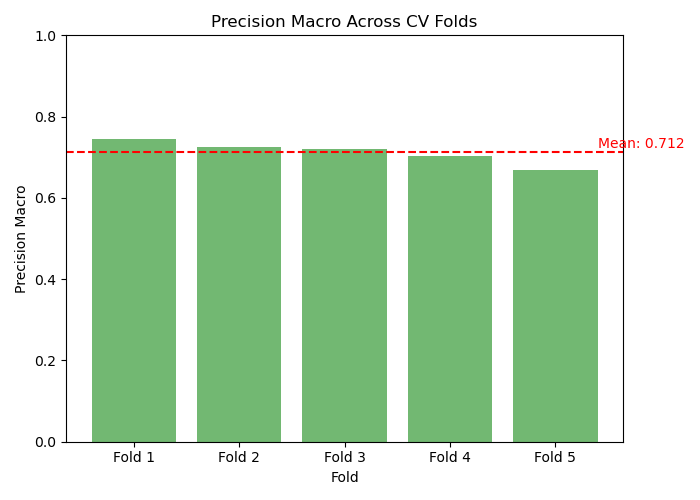 Precision Macro Across CV Folds
1.0
0.8
0.6
0.4
0.2
0.0
Precision Macro
Mean: 0.712
Fold 1 Fold 2 Fold 3 Fold 4 Fold 5
Fold